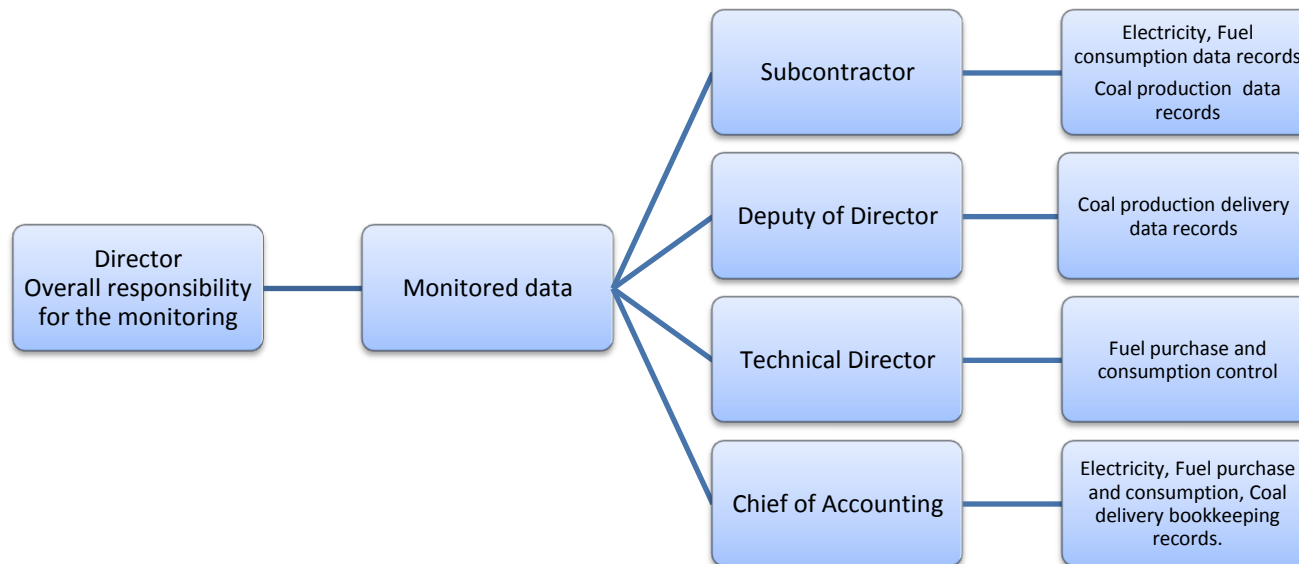 Director
Overall responsibility
for the monitoring
Monitored data
Subcontractor
Electricity, Fuel
consumption data records
Coal production data
records
Deputy of Director
Coal production delivery
data records
Technical Director
Fuel purchase and
consumption control
Chief of Accounting
Electricity, Fuel purchase
and consumption, Coal
delivery bookkeeping
records.